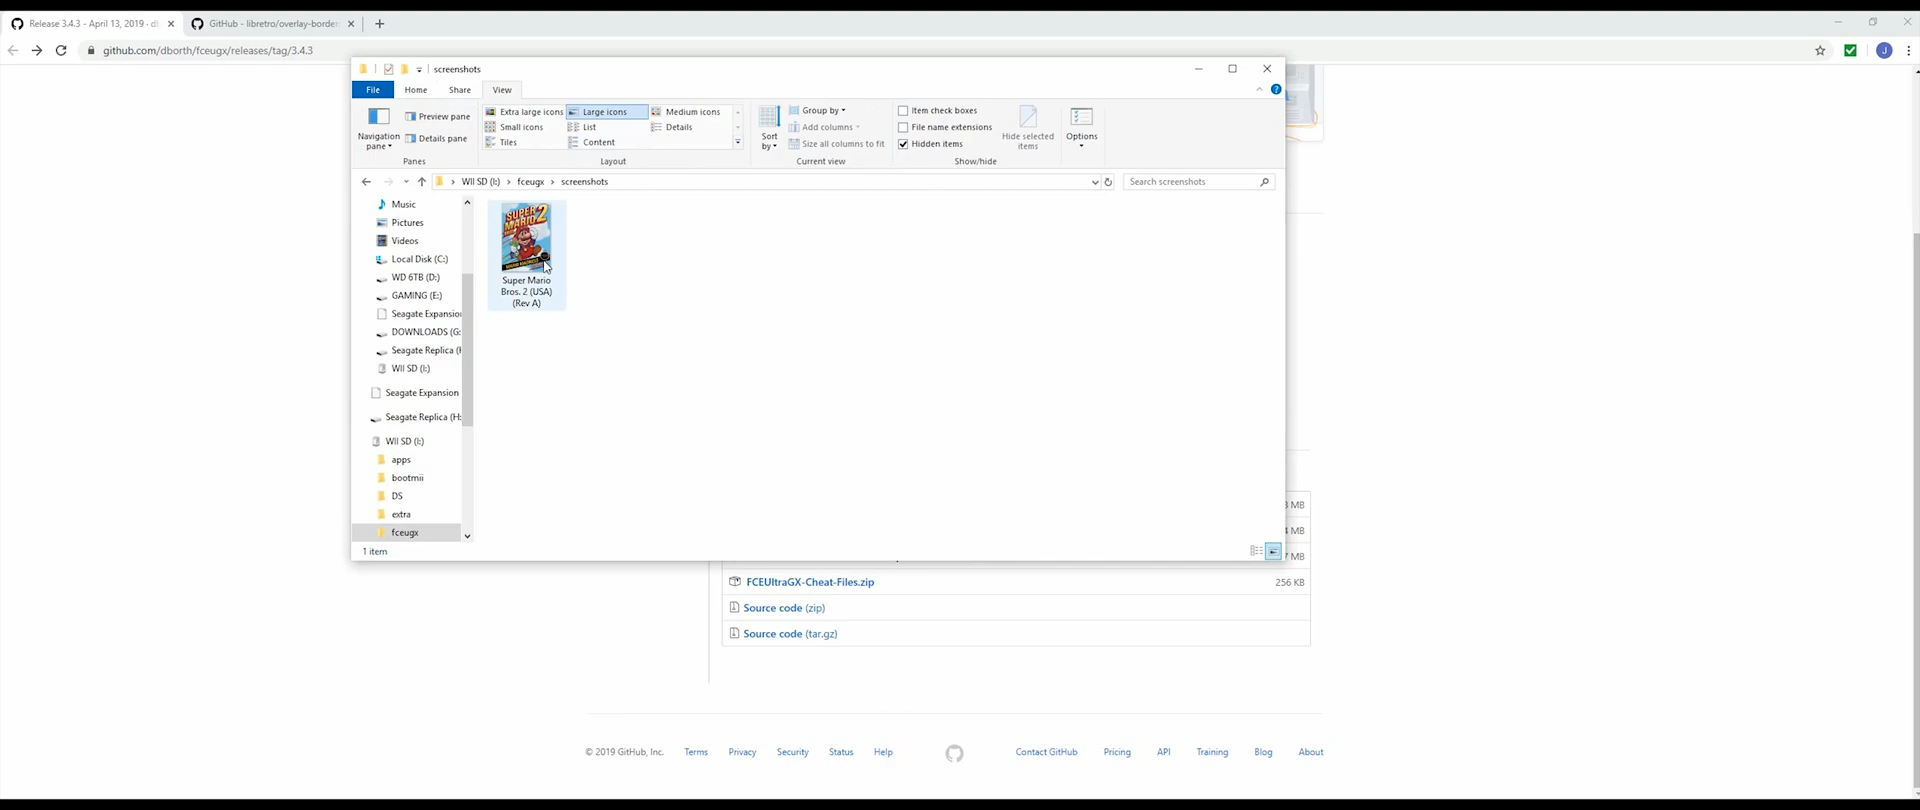 Release 3.4.3 - April 13, 2019 · db
GitHub - libretro/overlay-border
github.com/dborth/fceugx/releases/tag/3.4.3
J
screenshots
File
Home
Share
View
Navigation pane
Preview pane
Details pane
Panes
Extra large icons
Large icons
Medium icons
Small icons
List
Details
Tiles
Content
Layout
Sort by
Group by
Add columns
Size all columns to fit
Current view
Item check boxes
File name extensions
Hidden items
Hide selected items
Show/hide
Options
WII SD (I:) > fceugx > screenshots
Search screenshots
Music
Pictures
Videos
Local Disk (C:)
WD 6TB (D:)
GAMING (E:)
Seagate Expansio
DOWNLOADS (G:
Seagate Replica (H
WII SD (I:)
Seagate Expansion
Seagate Replica (H:
WII SD (I:)
apps
bootmii
DS
extra
fceugx
SUPER
MARIO
2
Super Mario
Bros. 2 (USA)
(Rev A)
1 item
MB
MB
MB
FCEUltraGX-Cheat-Files.zip
256 KB
Source code (zip)
Source code (tar.gz)
© 2019 GitHub, Inc.
Terms
Privacy
Security
Status
Help
Contact GitHub
Pricing
API
Training
Blog
About